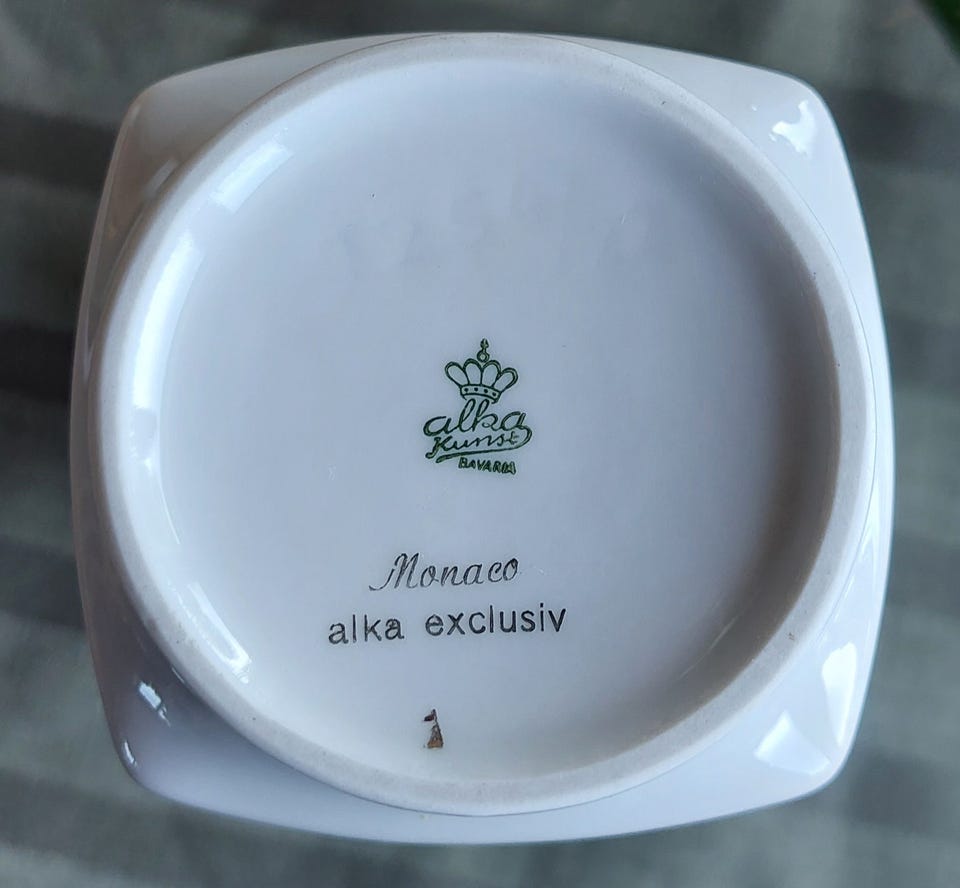 alka
Kunst
BAVARIA
Monaco
alka exclusiv